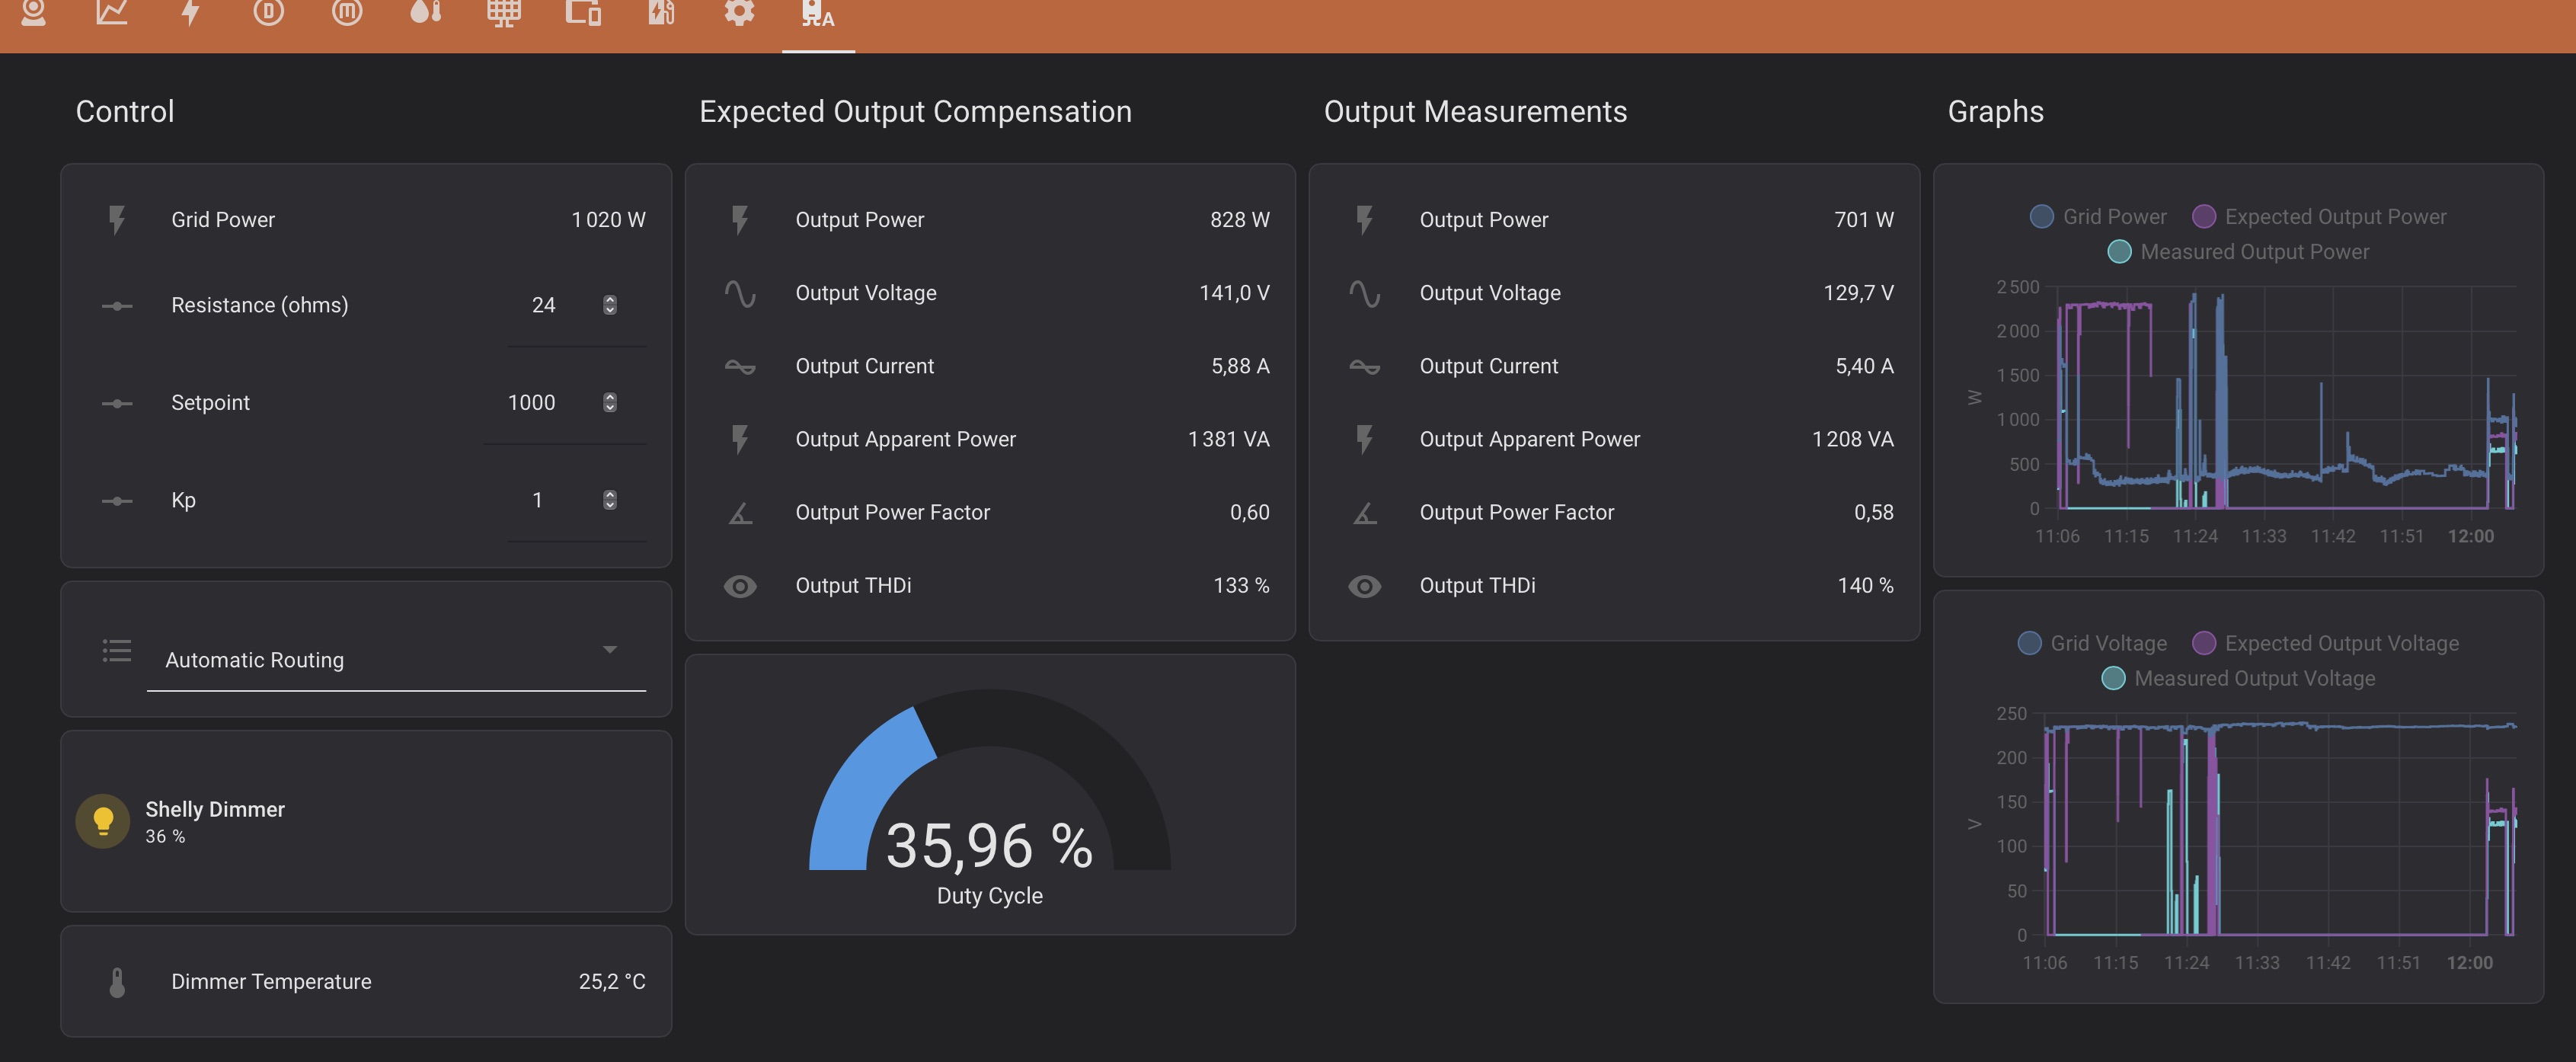 D
M
A
Control
Grid Power 1 020 W
Resistance (ohms) 24
Setpoint 1000
Kp 1
Automatic Routing
Shelly Dimmer
36 %
Dimmer Temperature 25,2 °C
Expected Output Compensation
Output Power 828 W
Output Voltage 141,0 V
Output Current 5,88 A
Output Apparent Power 1 381 VA
Output Power Factor 0,60
Output THDi 133 %
35,96 %
Duty Cycle
Output Measurements
Output Power 701 W
Output Voltage 129,7 V
Output Current 5,40 A
Output Apparent Power 1 208 VA
Output Power Factor 0,58
Output THDi 140 %
Graphs
Grid Power Expected Output Power
Measured Output Power
2 500
2 000
1 500
W
1 000
500
0
11:06 11:15 11:24 11:33 11:42 11:51 12:00
Grid Voltage Expected Output Voltage
Measured Output Voltage
250
200
150
V
100
50
0
11:06 11:15 11:24 11:33 11:42 11:51 12:00